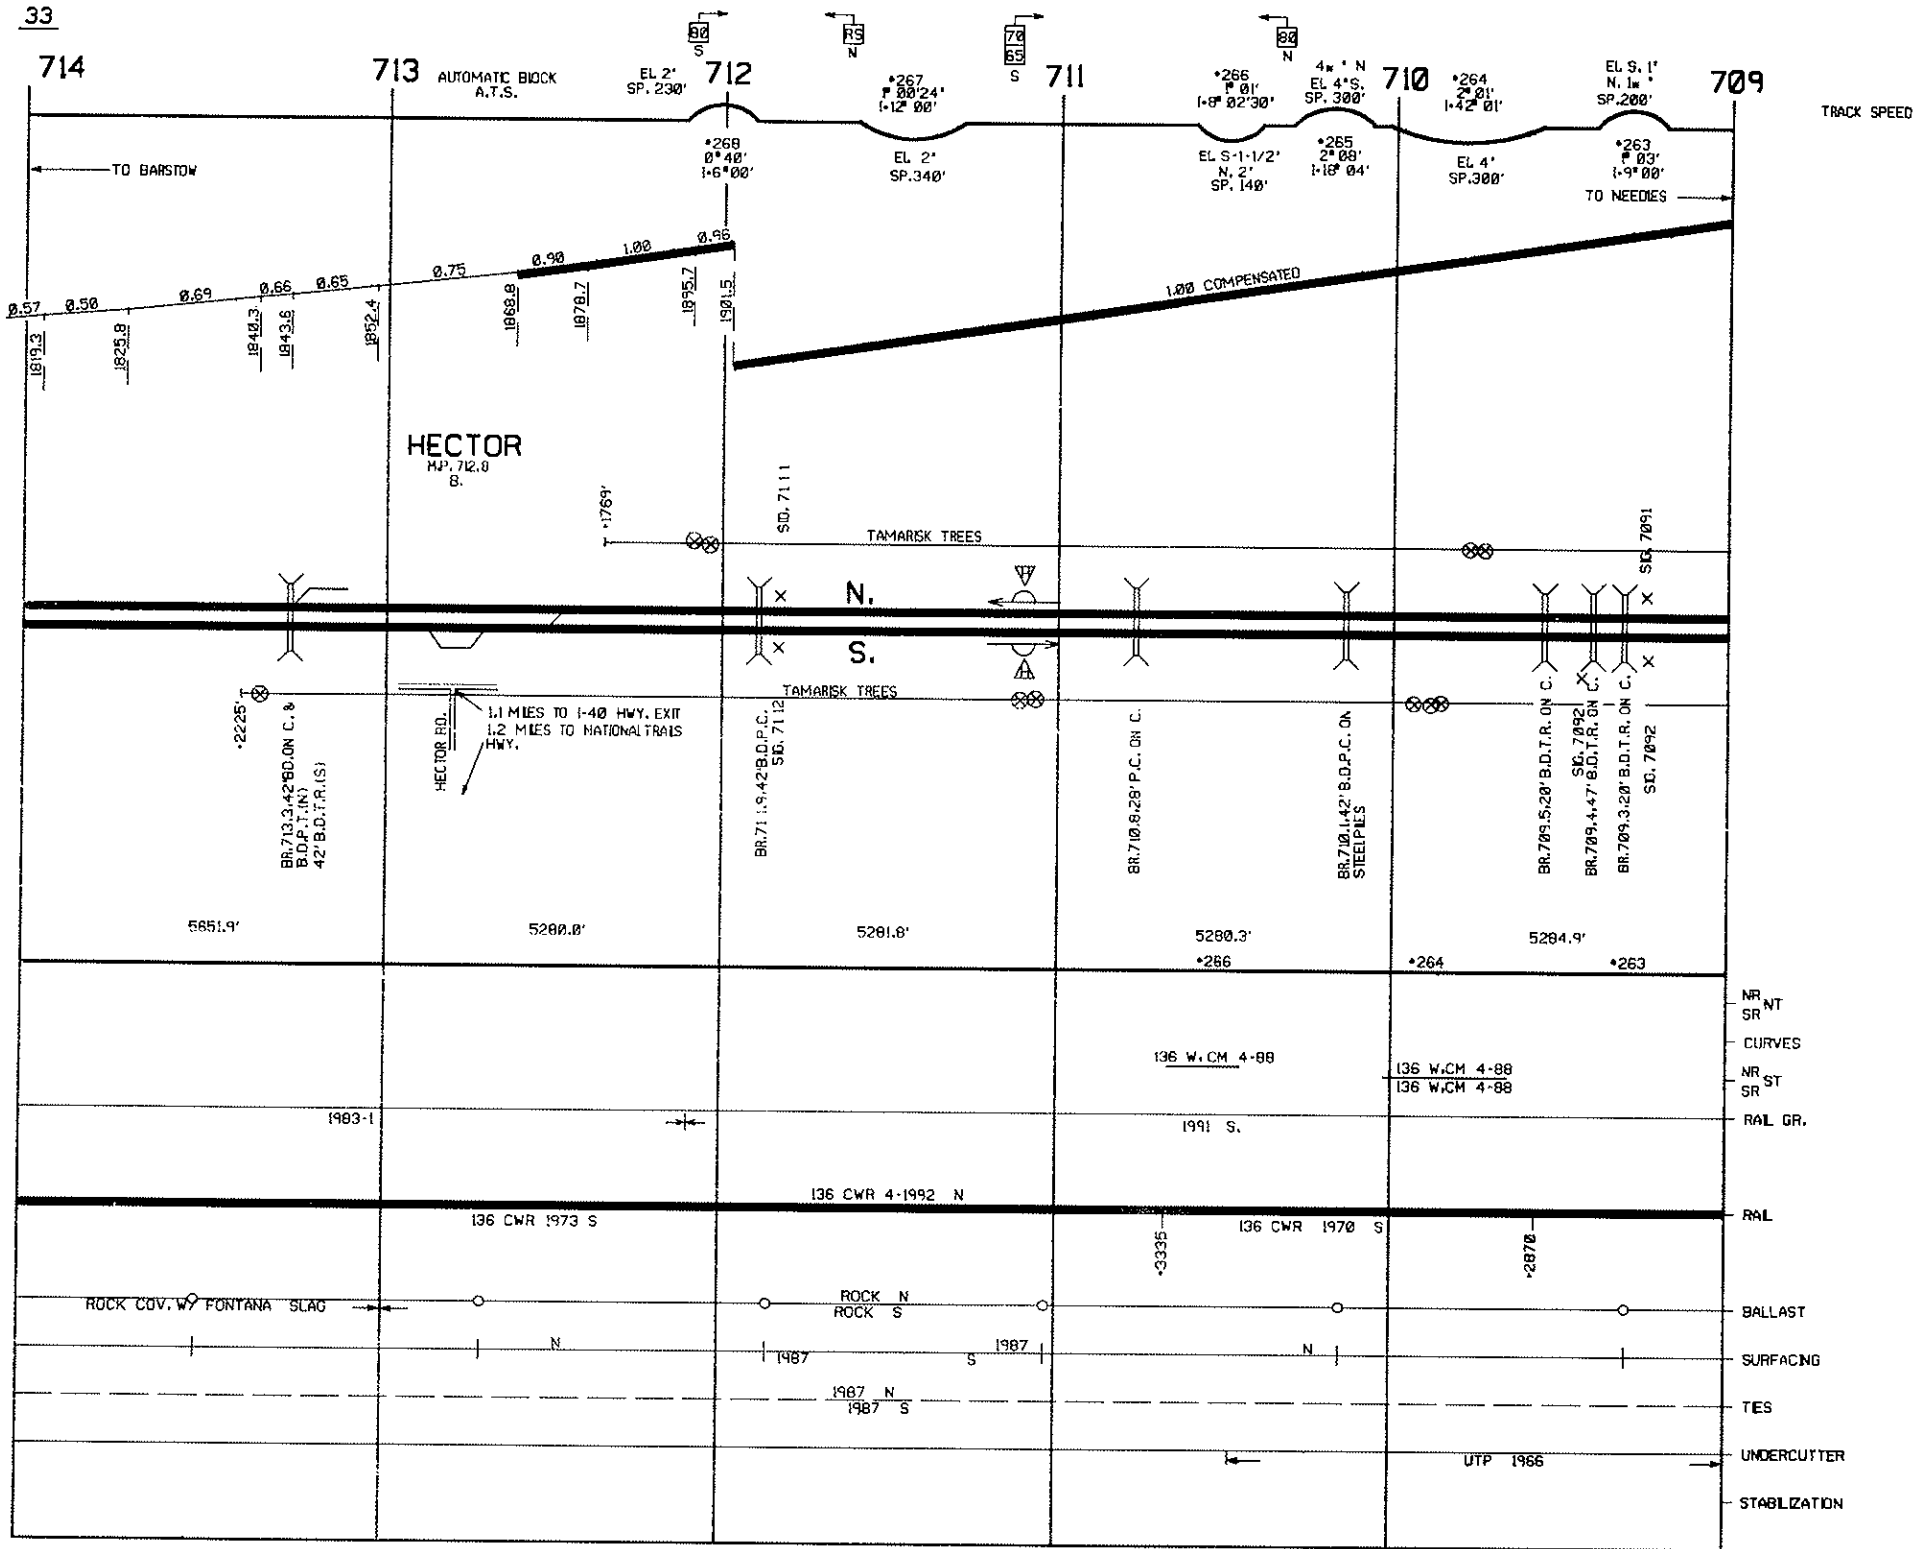 33
80
S
RS
N
70
65
S
80
N
714
713
AUTOMATIC BLOCK
A.T.S.
EL 2"
SP. 230'
712
•267
1° 00'24"
I-12° 00'
711
•266
1° 01'
I-8° 02'30"
EL 4" S.
SP. 300'
710
•264
2° 01'
I-42° 01'
EL S. 1"
SP.200'
709
TRACK SPEED
TO BARSTOW
•268
0° 40'
I-6° 00'
EL 2"
SP.340'
EL S-1-1/2"
N. 2"
SP. 140'
•265
2° 08'
I-18° 04'
EL 4"
SP.300'
•263
1° 03'
I-9° 00'
TO NEEDLES
0.57
0.50
0.69
0.66
0.65
0.75
0.90
1.00
0.96
1.00 COMPENSATED
1819.3
1825.8
1840.3
1843.6
1852.4
1868.8
1878.7
1895.7
1901.5
HECTOR
M.P. 712.8
B.
•1769'
SIG. 7111
TAMARISK TREES
SIG. 7091
N.
S.
TAMARISK TREES
•2225'
BR.713.3,42'BD.ON C. &
B.D.P.T.(N)
42' B.D.T.R.(S)
HECTOR RD.
1.1 MILES TO I-40 HWY. EXIT
1.2 MILES TO NATIONAL TRAILS
HWY.
BR.711.9,42'B.D.P.C.
SIG. 7112
BR.710.8,28' P.C. ON C.
BR.710.1,42' B.D.P.C. ON
STEELPILES
BR.709.5,20' B.D.T.R. ON C.
SIG. 7092
BR.709.4,47' B.D.T.R. ON C.
BR.709.3,20' B.D.T.R. ON C.
SIG. 7092
5651.9'
5280.0'
5281.8'
5280.3'
5284.9'
•266
•264
•263
NR
SR NT
CURVES
136 W.CM 4-88
136 W.CM 4-88
136 W.CM 4-88
NR
SR ST
1983-1
1991 S.
RAIL GR.
136 CWR 4-1992 N
136 CWR 1973 S
136 CWR 1970 S
RAIL
•3335
•2870
ROCK COV. W/ FONTANA SLAG
ROCK N
ROCK S
BALLAST
N
1987 S
1987
N
SURFACING
1987 N
1987 S
TIES
UNDERCUTTER
UTP 1966
STABILIZATION